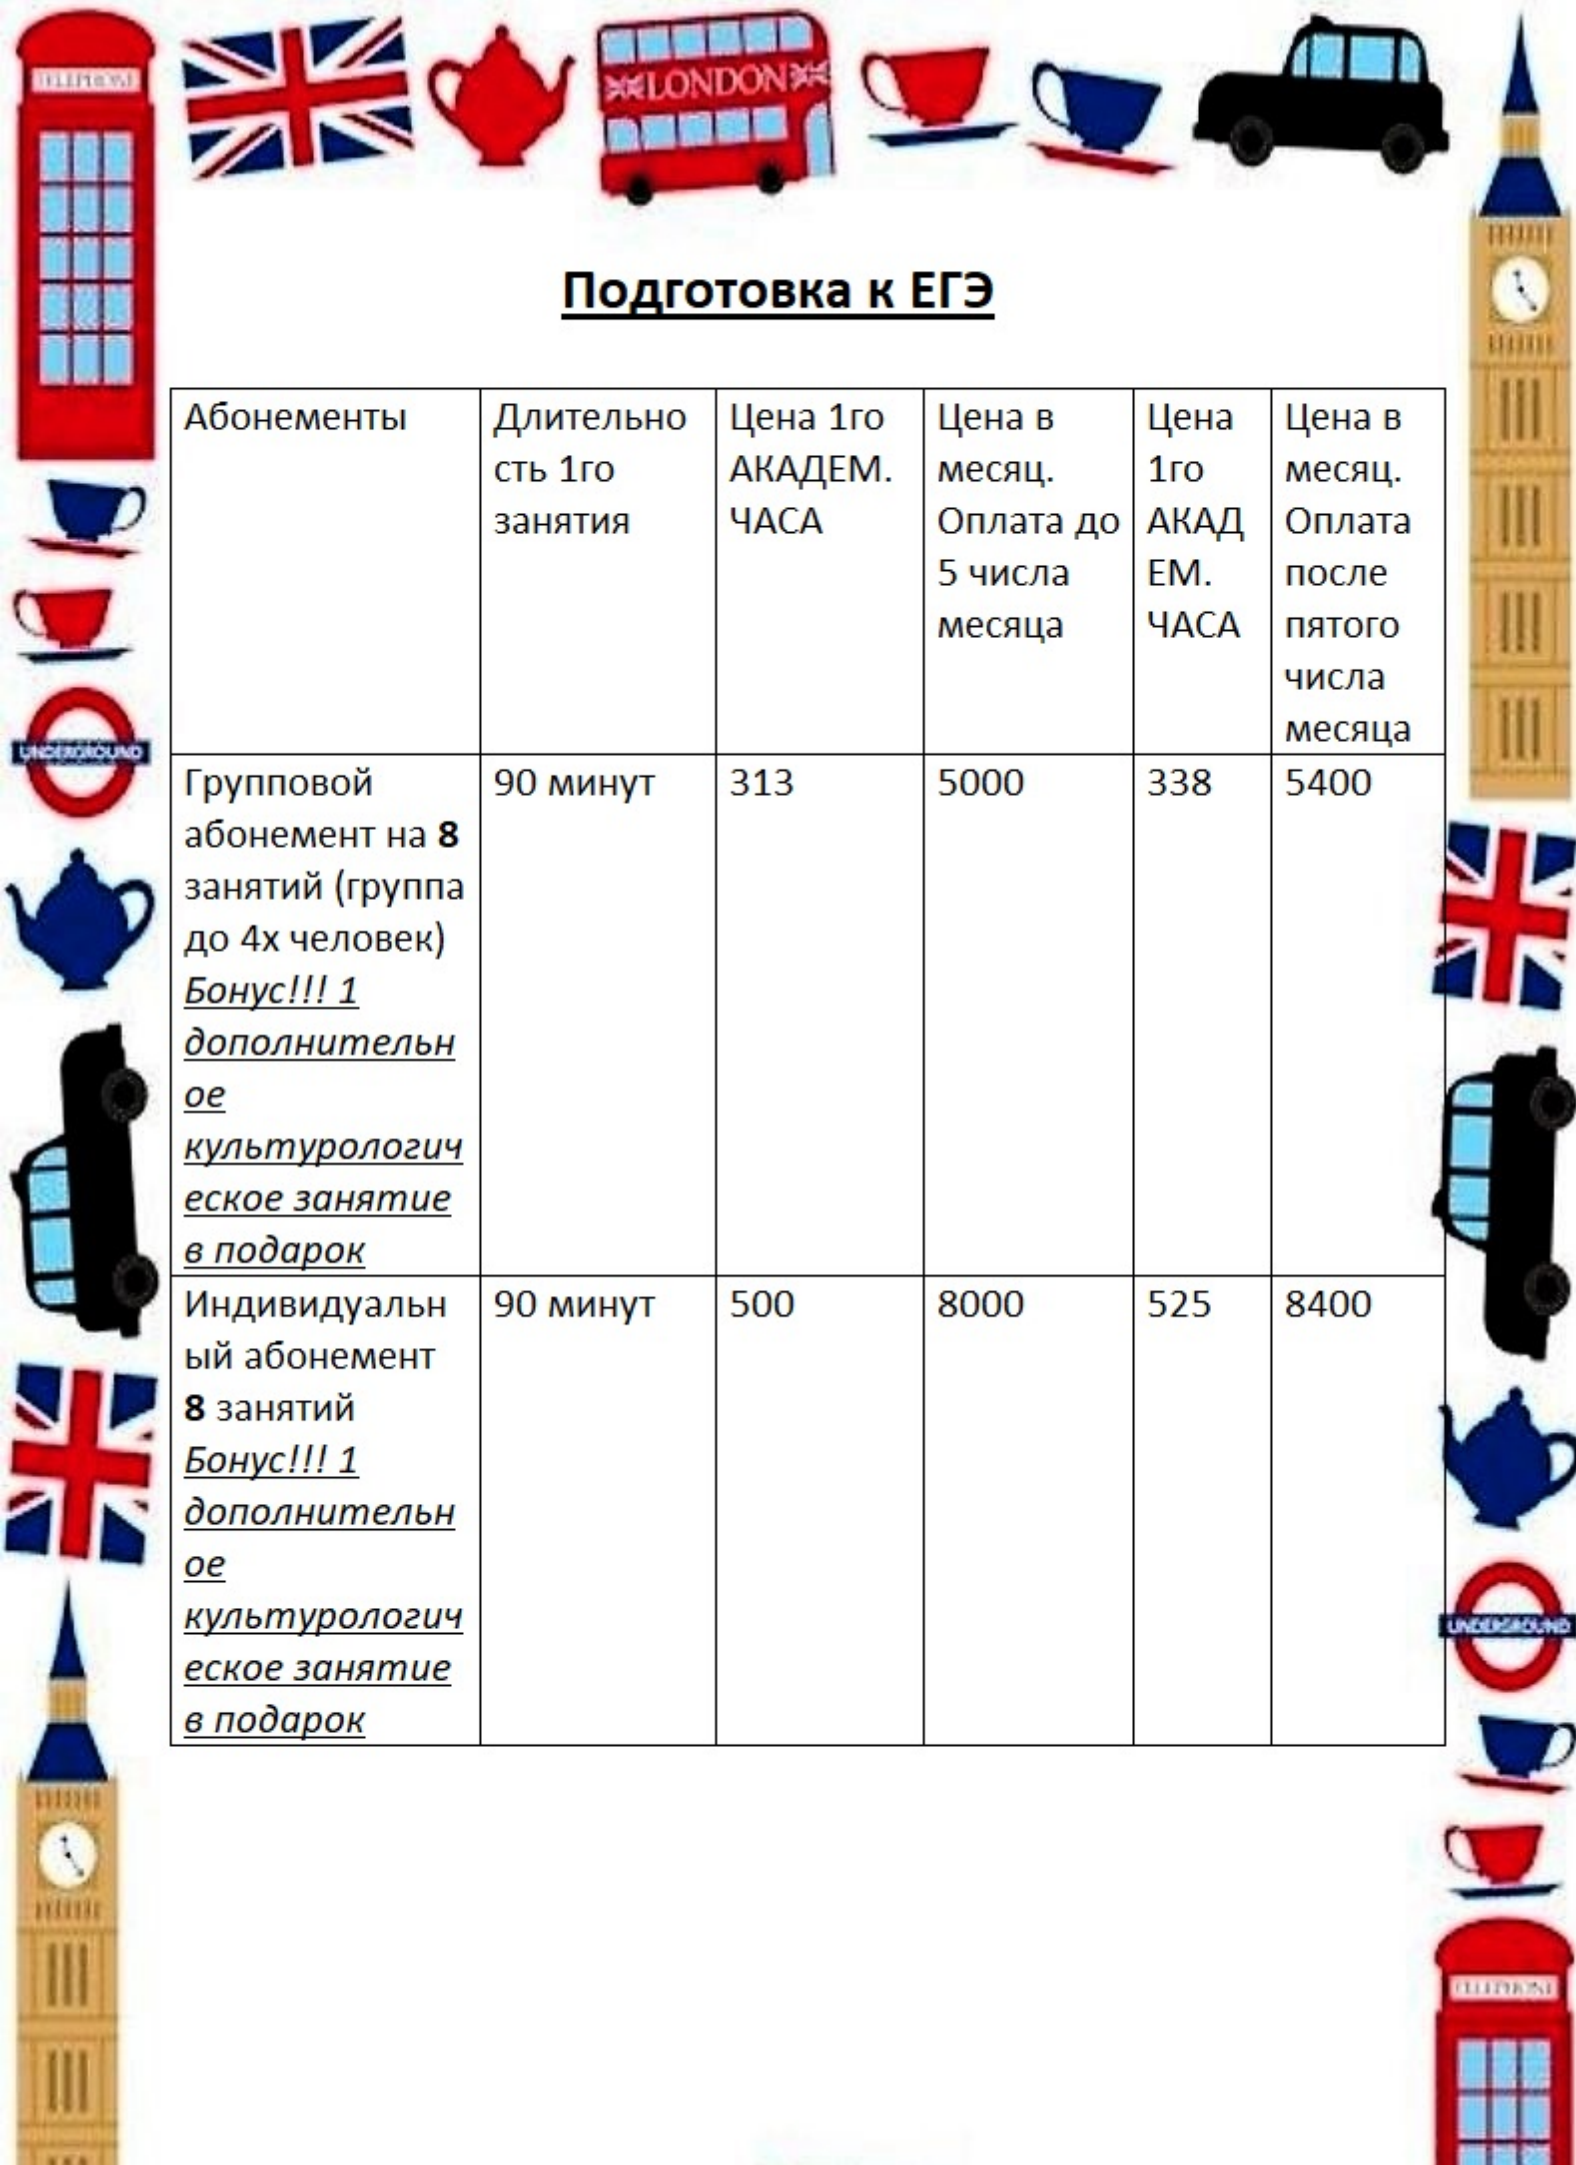 TELEPHONE
LONDON
Подготовка к ЕГЭ
Абонементы
Длительно
сть 1го
занятия
Цена 1го
АКАДЕМ.
ЧАСА
Цена в
месяц.
Оплата до
5 числа
месяца
Цена
1го
АКАД
ЕМ.
ЧАСА
Цена в
месяц.
Оплата
после
пятого
числа
месяца
Групповой
абонемент на 8
занятий (группа
до 4х человек)
Бонус!!! 1
дополнительн
ое
культурологич
еское занятие
в подарок
90 минут
313
5000
338
5400
Индивидуальн
ый абонемент
8 занятий
Бонус!!! 1
дополнительн
ое
культурологич
еское занятие
в подарок
90 минут
500
8000
525
8400
UNDERGROUND
UNDERGROUND
TELEPHONE